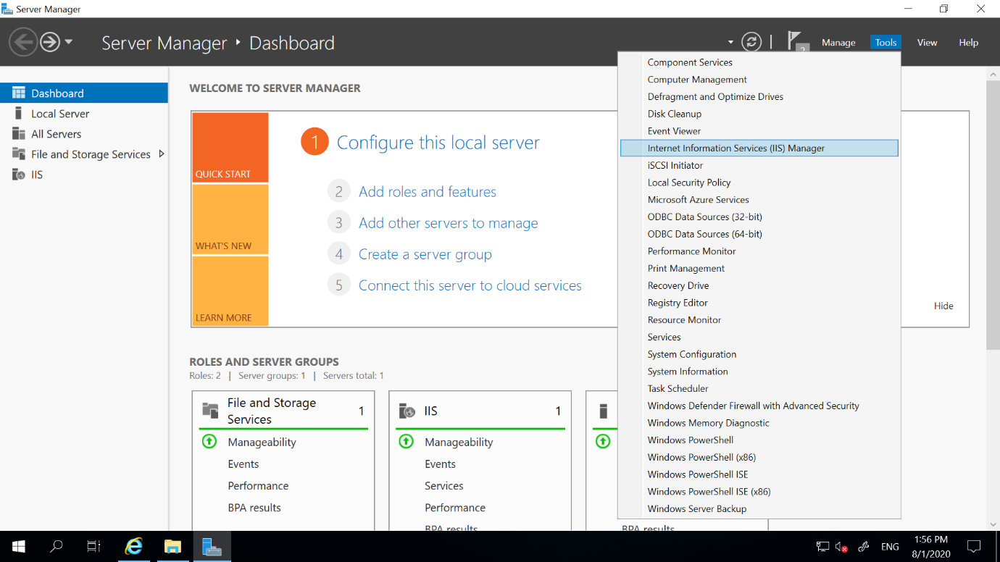 Server Manager
Server Manager ‣ Dashboard
2
Manage
Tools
View
Help
Dashboard
Local Server
All Servers
File and Storage Services
IIS
WELCOME TO SERVER MANAGER
QUICK START
WHAT'S NEW
LEARN MORE
1 Configure this local server
2 Add roles and features
3 Add other servers to manage
4 Create a server group
5 Connect this server to cloud services
Hide
Component Services
Computer Management
Defragment and Optimize Drives
Disk Cleanup
Event Viewer
Internet Information Services (IIS) Manager
iSCSI Initiator
Local Security Policy
Microsoft Azure Services
ODBC Data Sources (32-bit)
ODBC Data Sources (64-bit)
Performance Monitor
Print Management
Recovery Drive
Registry Editor
Resource Monitor
Services
System Configuration
System Information
Task Scheduler
Windows Defender Firewall with Advanced Security
Windows Memory Diagnostic
Windows PowerShell
Windows PowerShell (x86)
Windows PowerShell ISE
Windows PowerShell ISE (x86)
Windows Server Backup
ROLES AND SERVER GROUPS
Roles: 2 | Server groups: 1 | Servers total: 1
File and Storage
Services
1
Manageability
Events
Performance
BPA results
IIS
1
Manageability
Events
Services
Performance
BPA results
BPA results
ENG
1:56 PM
8/1/2020